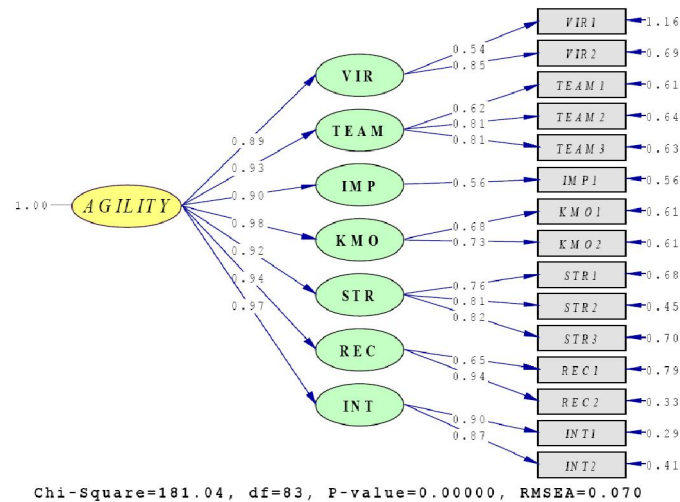 VIR1 1.16
0.54
VIR2 0.69
0.85
VIR
TEAM1 0.61
0.62
TEAM2 0.64
0.81
TEAM
0.89
TEAM3 0.63
0.81
0.93
IMP1 0.56
0.56
IMP
0.90
1.00 AGILITY
KMO1 0.61
0.68
0.98
KMO
KMO2 0.61
0.73
0.92
STR1 0.68
0.76
0.94
STR
STR2 0.45
0.81
0.97
STR3 0.70
0.82
REC
REC1 0.79
0.65
REC2 0.33
0.94
INT
INT1 0.29
0.90
INT2 0.41
0.87
Chi-Square=181.04, df=83, P-value=0.00000, RMSEA=0.070